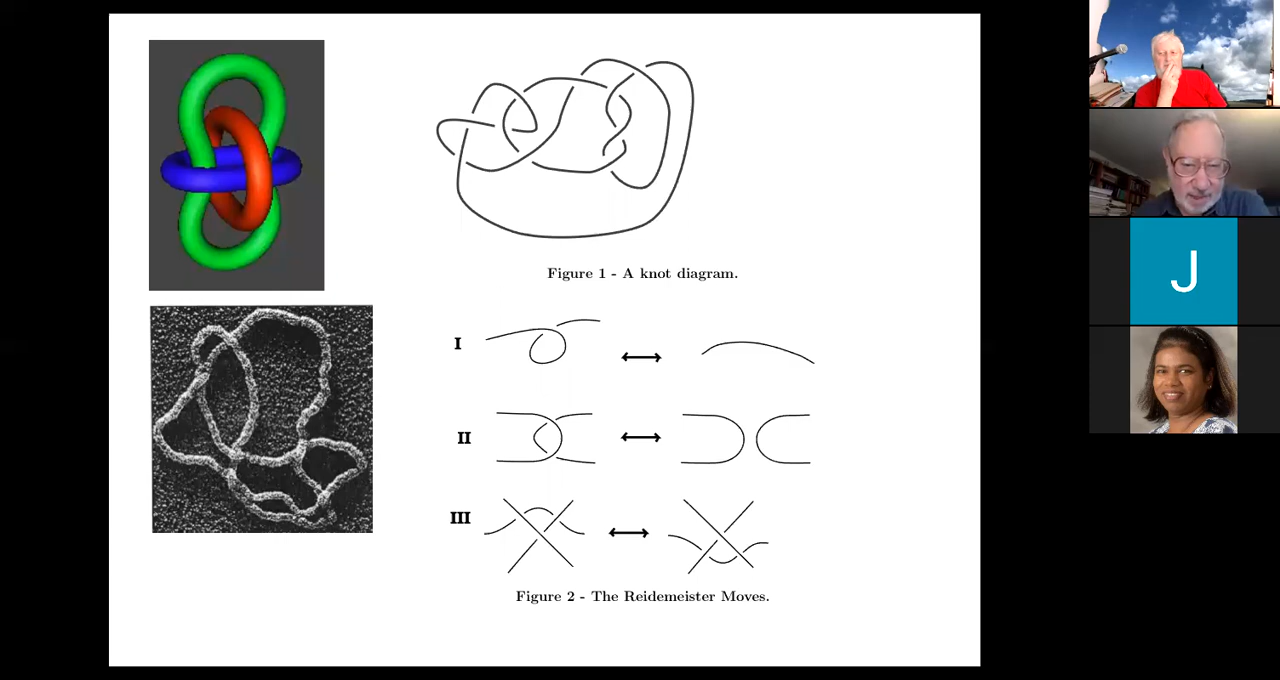 Figure 1 - A knot diagram.
I
II
III
Figure 2 - The Reidemeister Moves.
J